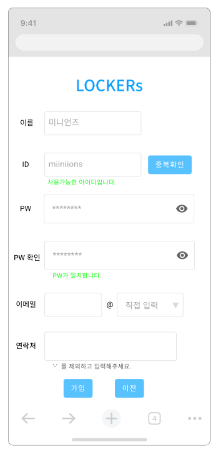 9:41
LOCKERs
이름 미니언즈
ID miiniions 중복확인
사용가능한 아이디입니다.
PW ********
PW 확인 ********
PW가 일치합니다.
이메일 @ 직접 입력
연락처
'-' 를 제외하고 입력해주세요.
가입 이전
4